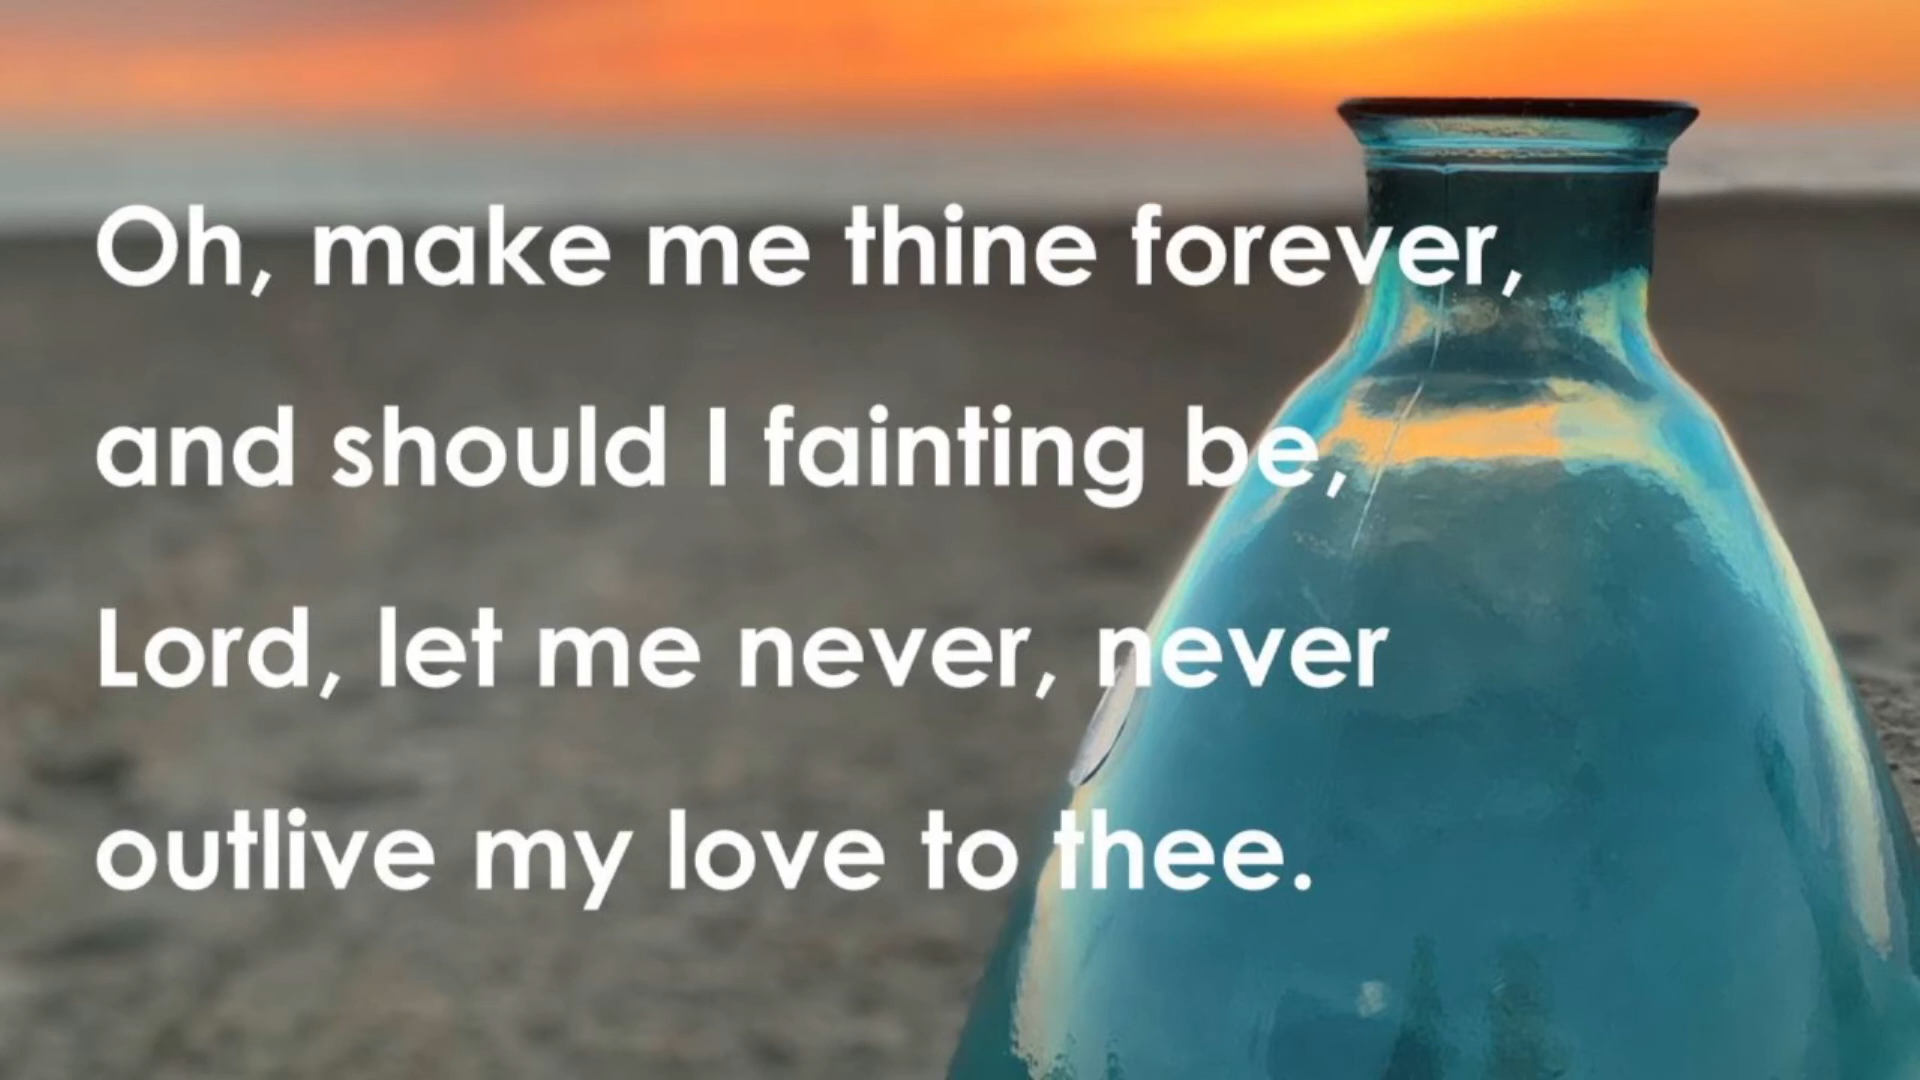 Oh, make me thine forever,
and should I fainting be,
Lord, let me never, never
outlive my love to thee.